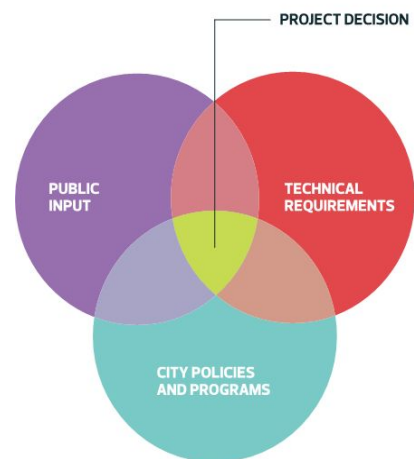 PROJECT DECISION
PUBLIC
INPUT
TECHNICAL
REQUIREMENTS
CITY POLICIES
AND PROGRAMS